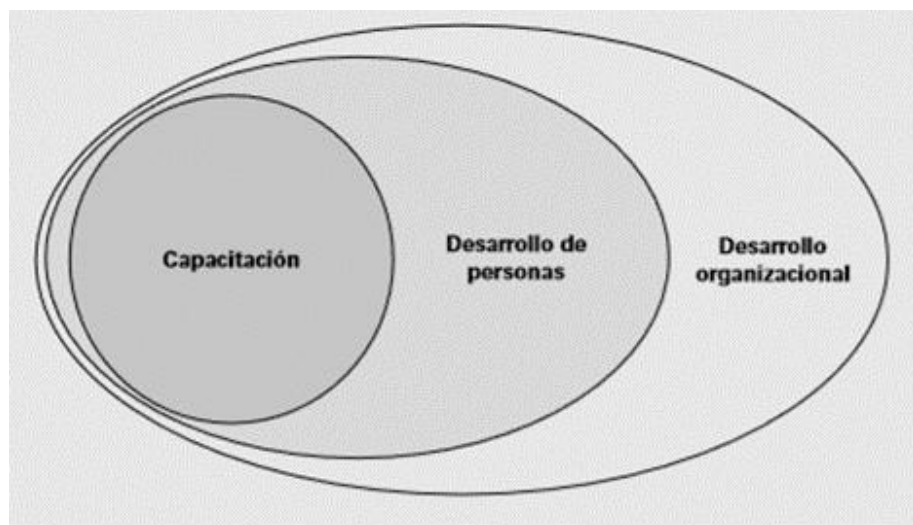 Capacitación
Desarrollo de
personas
Desarrollo
organizacional